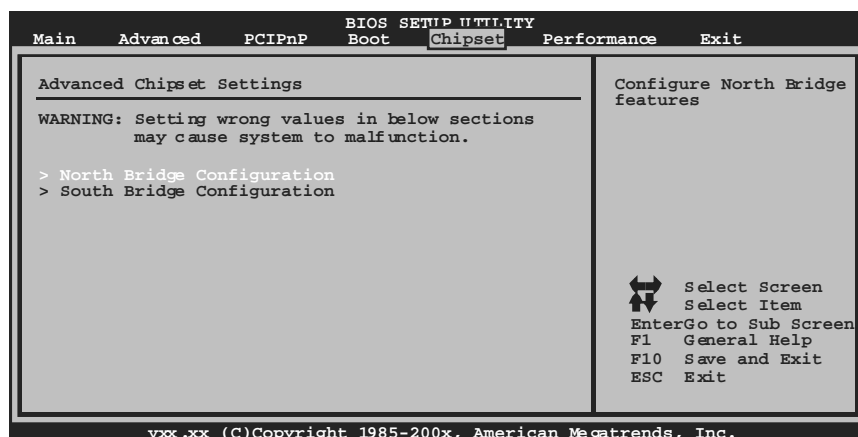 BIOS SETUP UTILITY
Main Advanced PCIPnP Boot Chipset Performance Exit
Advanced Chipset Settings
WARNING: Setting wrong values in below sections
may cause system to malfunction.
> North Bridge Configuration
> South Bridge Configuration
Configure North Bridge
features
Select Screen
Select Item
Enter Go to Sub Screen
F1 General Help
F10 Save and Exit
ESC Exit
vxx.xx (C)Copyright 1985-200x, American Megatrends, Inc.